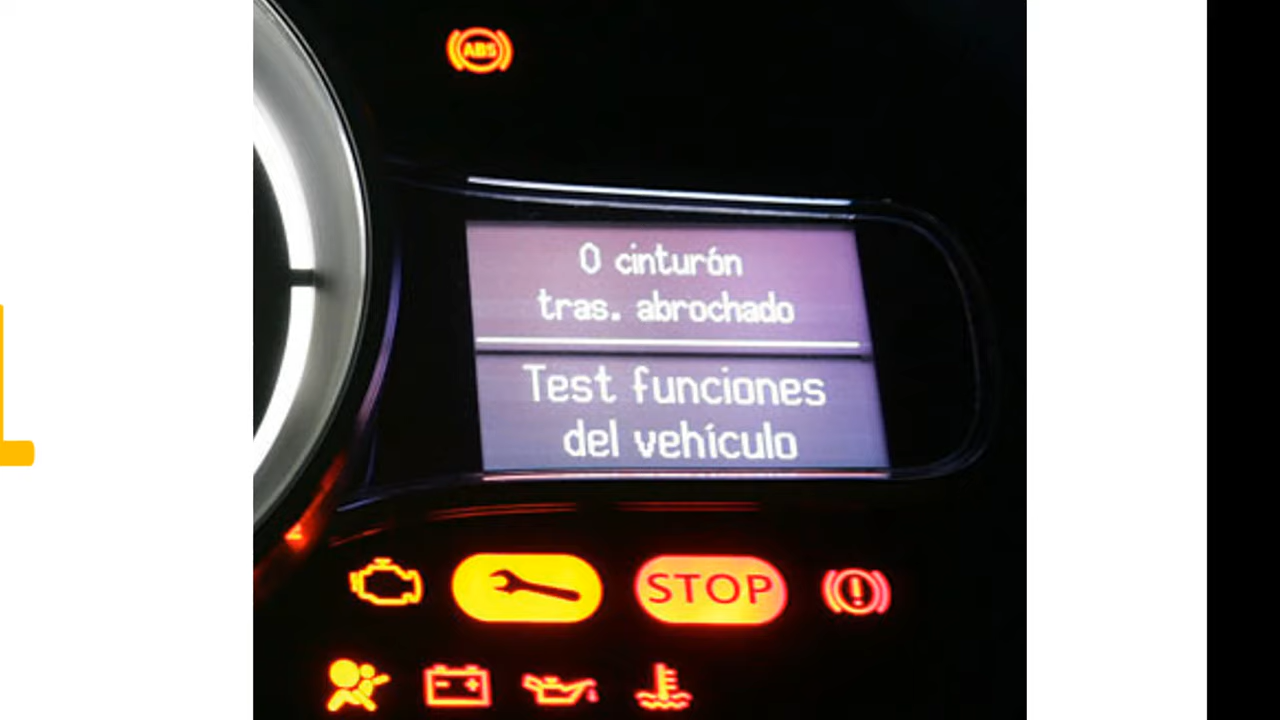 ABS
0 cinturón
tras. abrochado
Test funciones
del vehículo
STOP